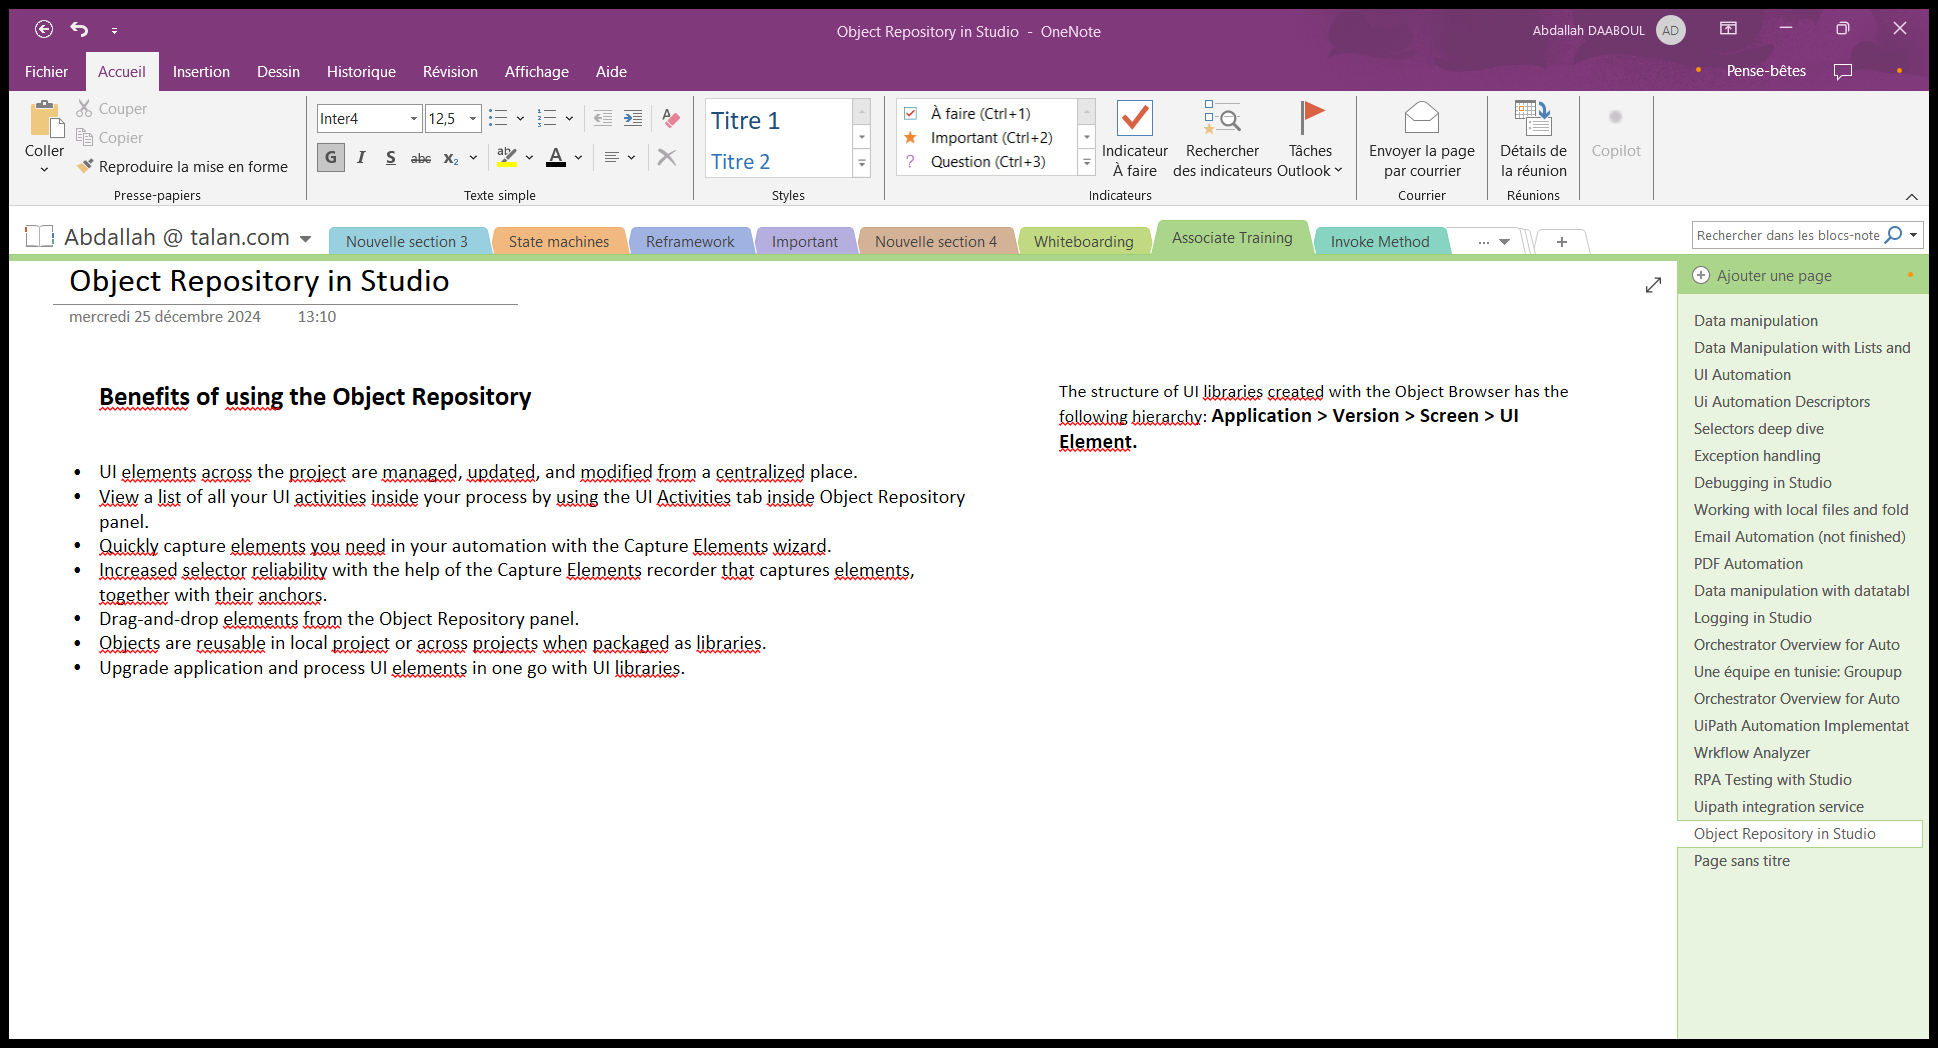 Object Repository in Studio - OneNote
Abdallah DAABOUL
AD
Fichier
Accueil
Insertion
Dessin
Historique
Révision
Affichage
Aide
Pense-bêtes
Coller
Couper
Copier
Reproduire la mise en forme
Presse-papiers
Inter4
12,5
G I S abc x₂
ab
A
Texte simple
Titre 1
Titre 2
Styles
À faire (Ctrl+1)
Important (Ctrl+2)
? Question (Ctrl+3)
Indicateur
À faire
Rechercher
des indicateurs
Tâches
Outlook
Indicateurs
Envoyer la page
par courrier
Courrier
Détails de
la réunion
Réunions
Copilot
Abdallah @ talan.com
Nouvelle section 3
State machines
Reframework
Important
Nouvelle section 4
Whiteboarding
Associate Training
Invoke Method
...
+
Rechercher dans les blocs-note
Object Repository in Studio
mercredi 25 décembre 2024 13:10
Benefits of using the Object Repository
• UI elements across the project are managed, updated, and modified from a centralized place.
• View a list of all your UI activities inside your process by using the UI Activities tab inside Object Repository
panel.
• Quickly capture elements you need in your automation with the Capture Elements wizard.
• Increased selector reliability with the help of the Capture Elements recorder that captures elements,
together with their anchors.
• Drag-and-drop elements from the Object Repository panel.
• Objects are reusable in local project or across projects when packaged as libraries.
• Upgrade application and process UI elements in one go with UI libraries.
The structure of UI libraries created with the Object Browser has the
following hierarchy: Application > Version > Screen > UI
Element.
Ajouter une page
Data manipulation
Data Manipulation with Lists and
UI Automation
Ui Automation Descriptors
Selectors deep dive
Exception handling
Debugging in Studio
Working with local files and fold
Email Automation (not finished)
PDF Automation
Data manipulation with datatabl
Logging in Studio
Orchestrator Overview for Auto
Une équipe en tunisie: Groupup
Orchestrator Overview for Auto
UiPath Automation Implementat
Wrkflow Analyzer
RPA Testing with Studio
Uipath integration service
Object Repository in Studio
Page sans titre